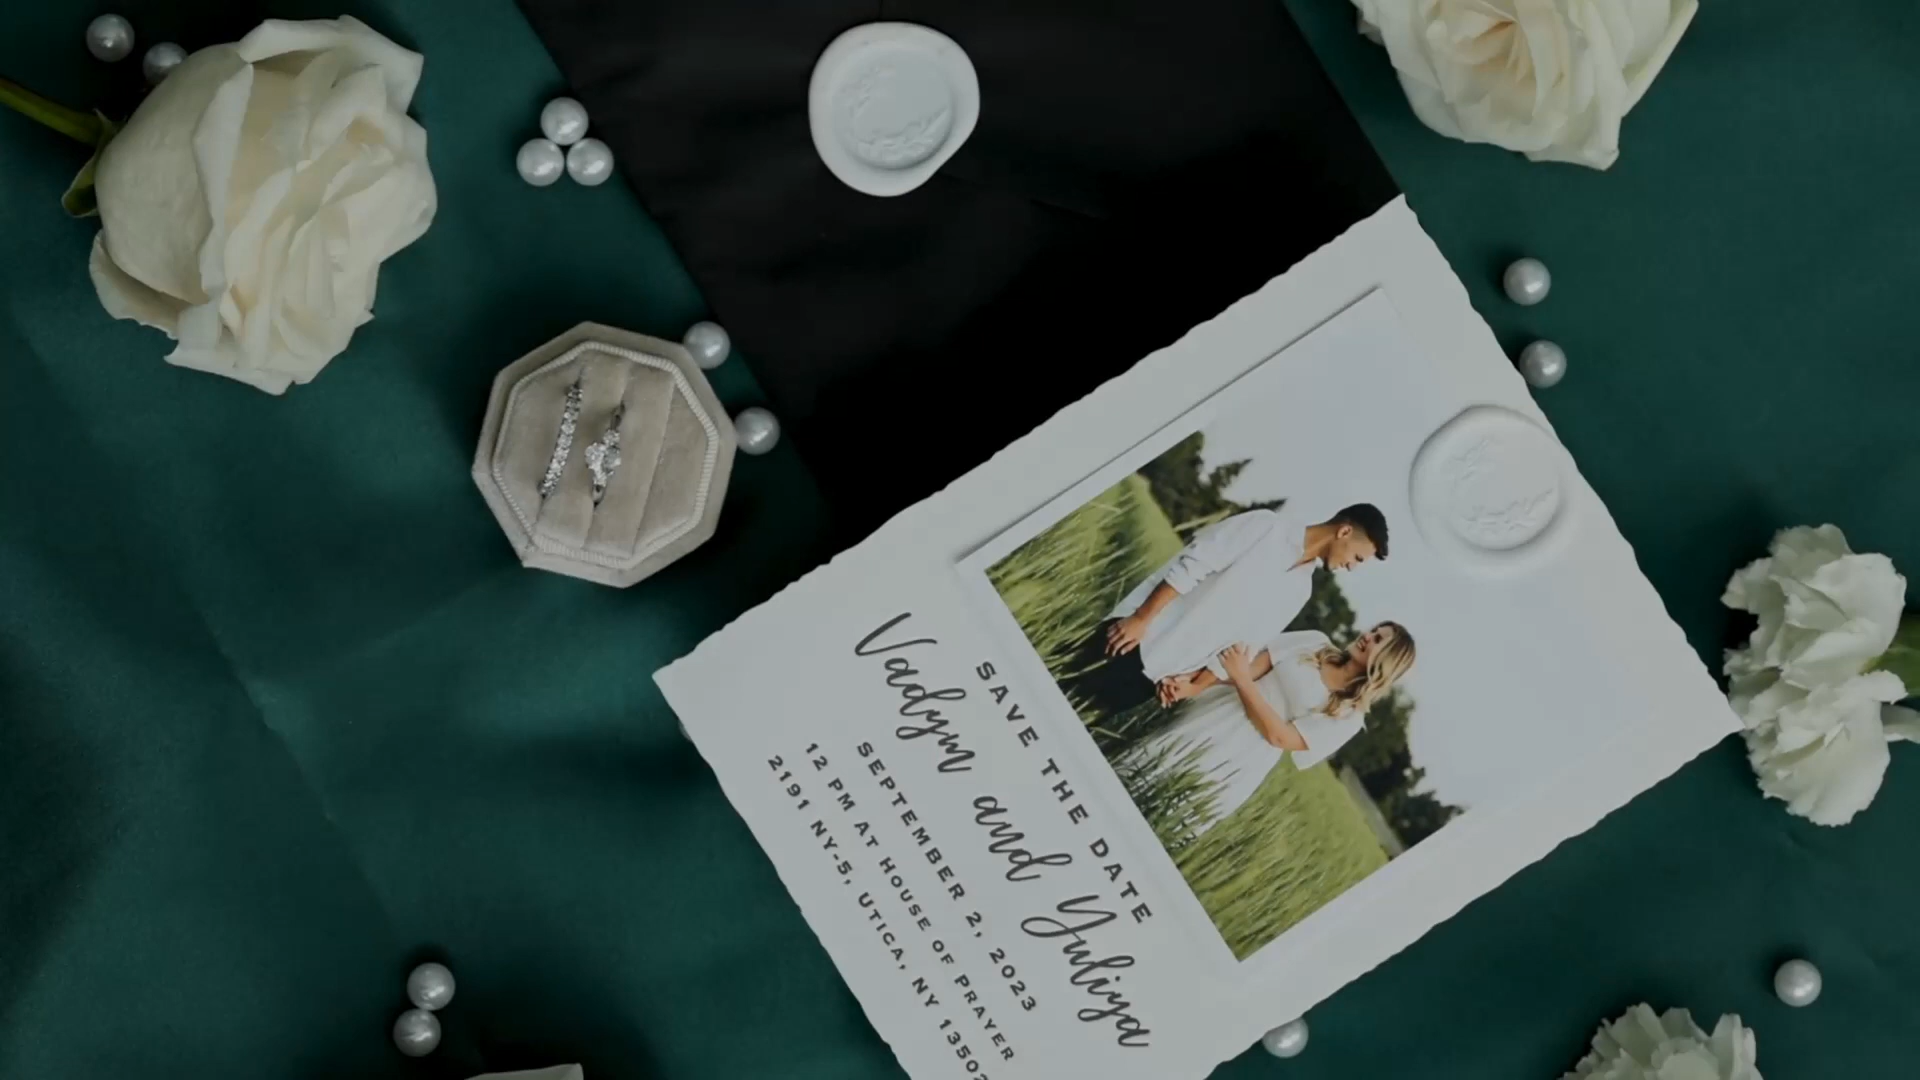 SAVE THE DATE
Vadym and Yuliya
SEPTEMBER 2, 2023
12 PM AT HOUSE OF PRAYER
2191 NY-5, UTICA, NY 13502